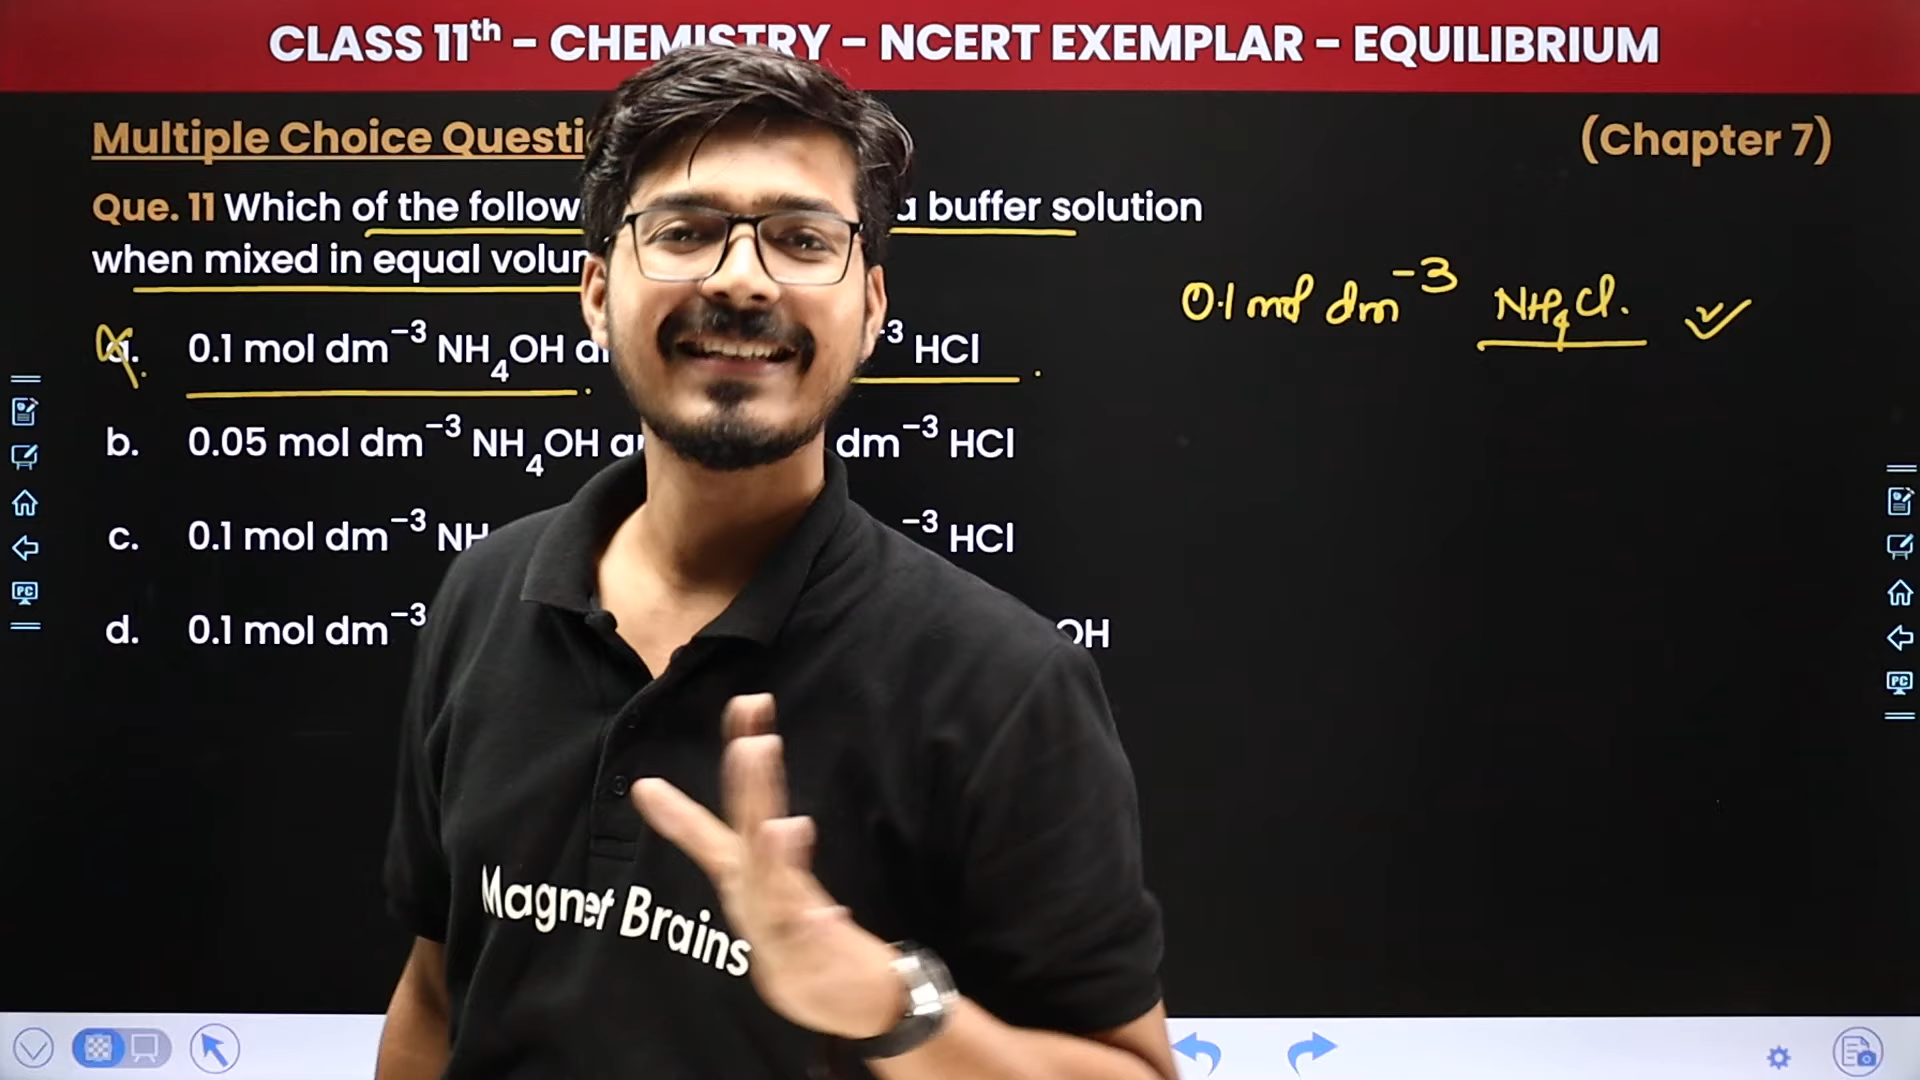 CLASS 11th – CHEMISTRY – NCERT EXEMPLAR – EQUILIBRIUM
Multiple Choice Questi
(Chapter 7)
Que. 11 Which of the follow a buffer solution
when mixed in equal volu
0.1 mol dm−3 NH4Cl.
a. 0.1 mol dm−3 NH4OH −3 HCl
b. 0.05 mol dm−3 NH4OH dm−3 HCl
c. 0.1 mol dm−3 NH −3 HCl
d. 0.1 mol dm−3 OH
PC
PC
Magnet Brains